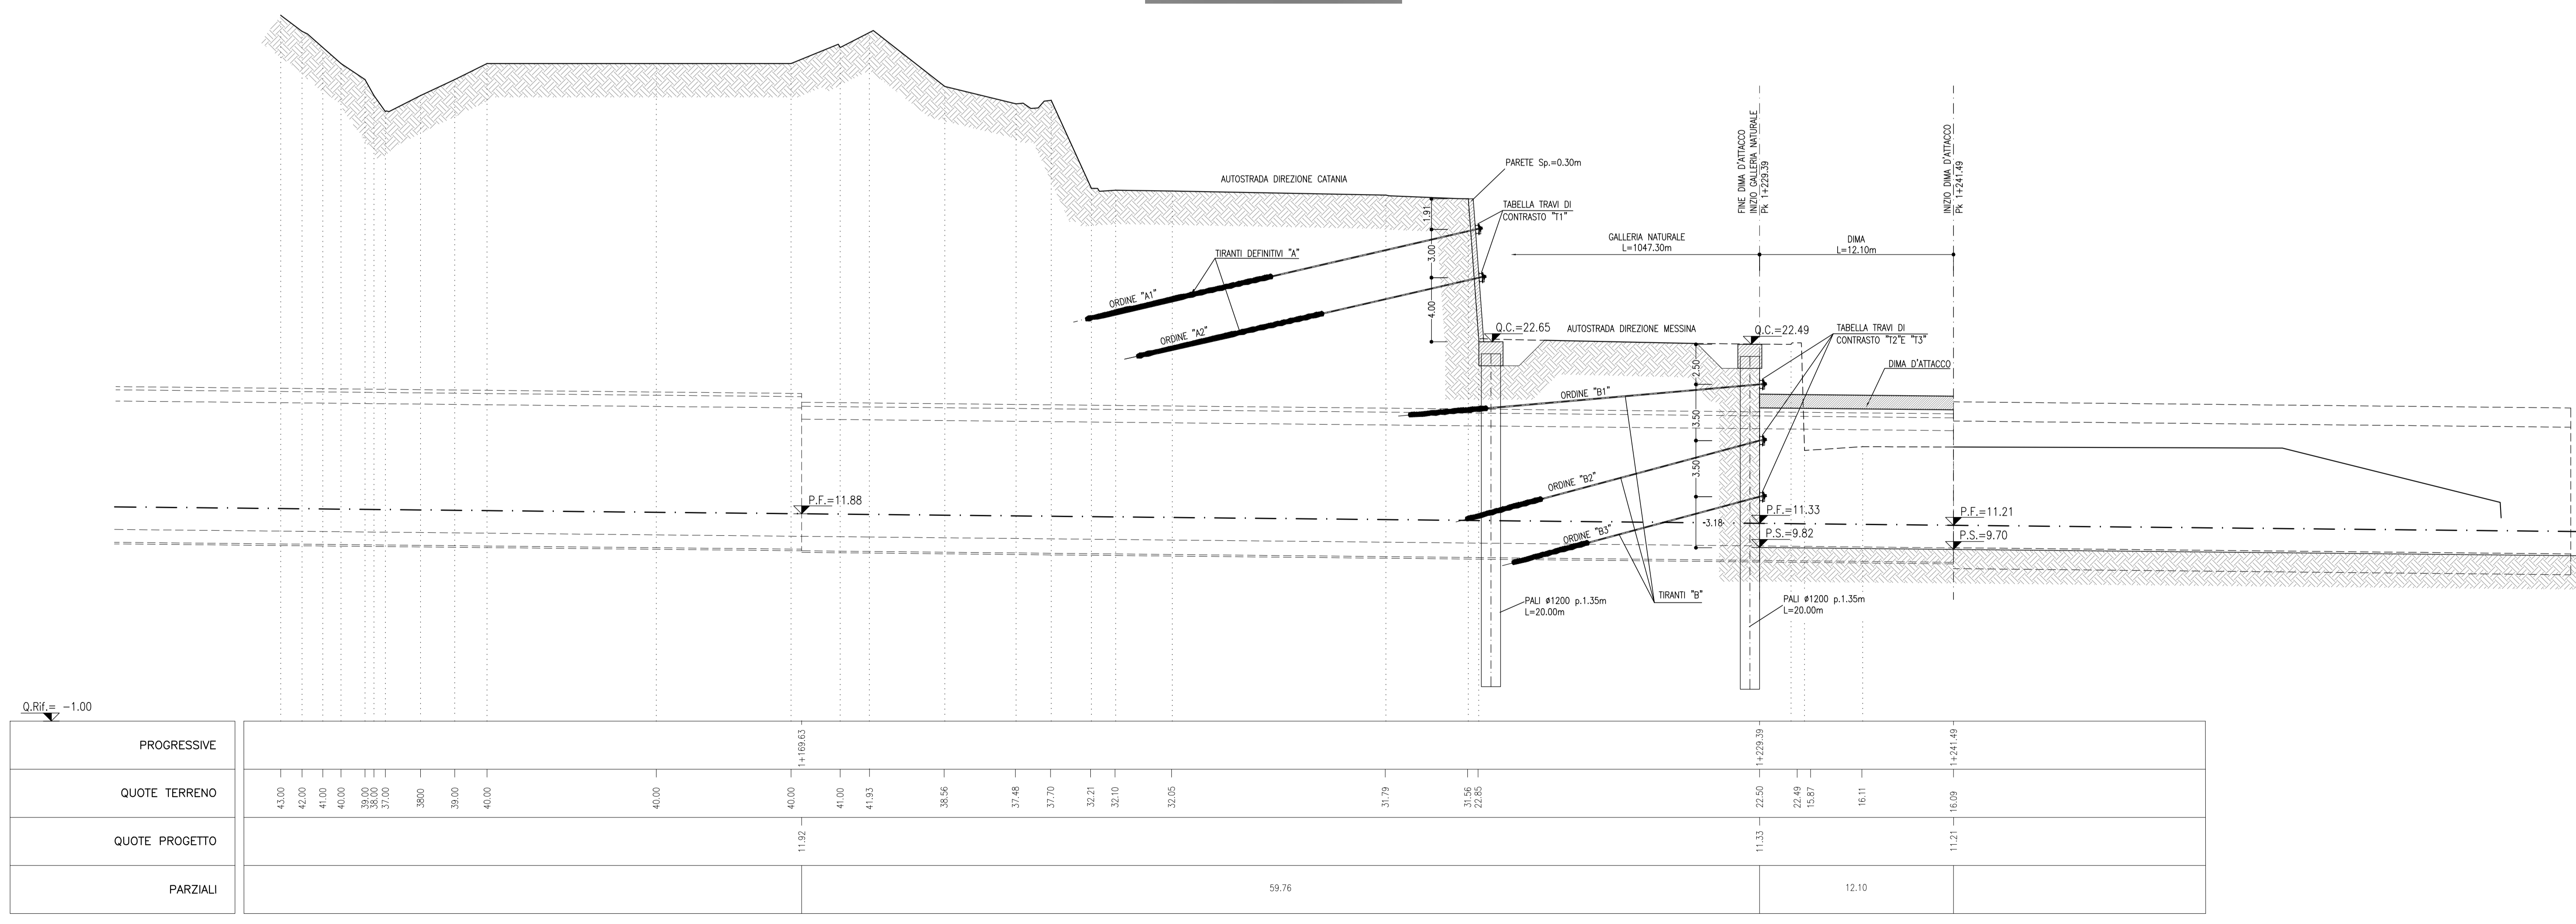 FINE DIMA D'ATTACCO
INIZIO GALLERIA NATURALE
Pk 1+229.39
INIZIO DIMA D'ATTACCO
Pk 1+241.49
PARETE Sp.=0.30m
AUTOSTRADA DIREZIONE CATANIA
1.91
TABELLA TRAVI DI
CONTRASTO "T1"
GALLERIA NATURALE
L=1047.30m
DIMA
L=12.10m
TIRANTI DEFINITIVI "A"
3.00
ORDINE "A1"
4.00
ORDINE "A2"
Q.C.=22.65
AUTOSTRADA DIREZIONE MESSINA
Q.C.=22.49
TABELLA TRAVI DI
CONTRASTO "T2"E "T3"
2.50
DIMA D'ATTACCO
ORDINE "B1"
3.50
3.50
ORDINE "B2"
P.F.=11.88
P.F.=11.33
P.F.=11.21
3.18
ORDINE "B3"
P.S.=9.82
P.S.=9.70
TIRANTI "B"
PALI ø1200 p.1.35m
L=20.00m
PALI ø1200 p.1.35m
L=20.00m
Q.Rif.= -1.00
PROGRESSIVE
1+169.63
1+229.39
1+241.49
QUOTE TERRENO
43.00
42.00
41.00
40.00
39.00
38.00
37.00
3800
39.00
40.00
40.00
40.00
41.00
41.93
38.56
37.48
37.70
32.21
32.10
32.05
31.79
31.56
22.85
22.50
22.49
15.87
16.11
16.09
QUOTE PROGETTO
11.92
11.33
11.21
PARZIALI
59.76
12.10